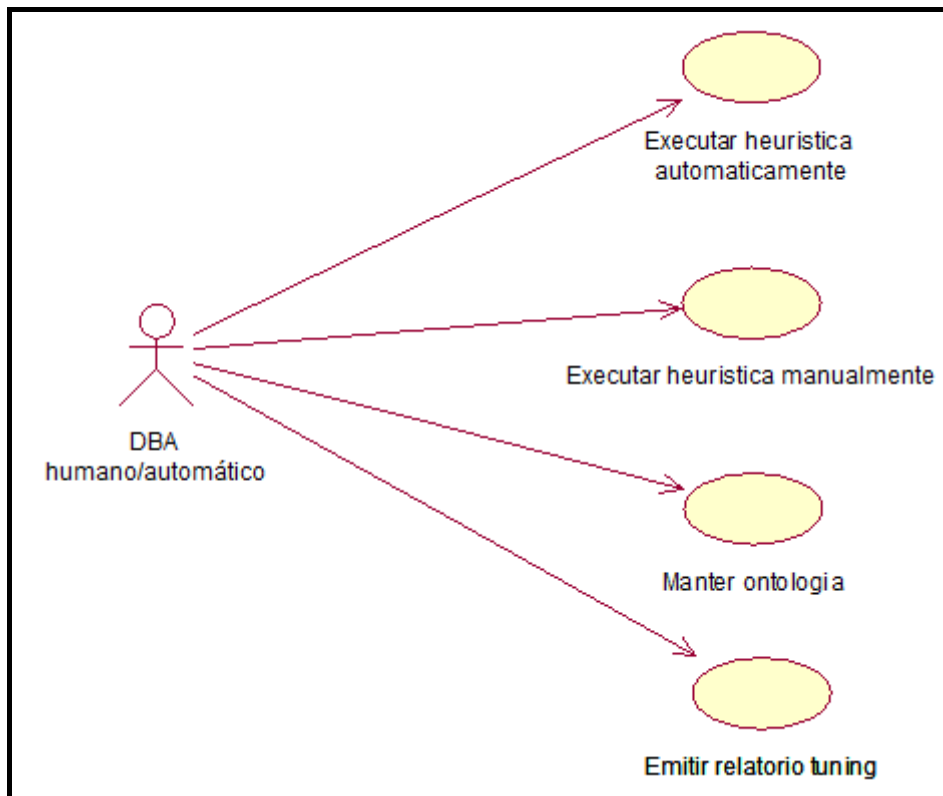 Executar heuristica
automaticamente
Executar heuristica manualmente
DBA
humano/automático
Manter ontologia
Emitir relatorio tuning